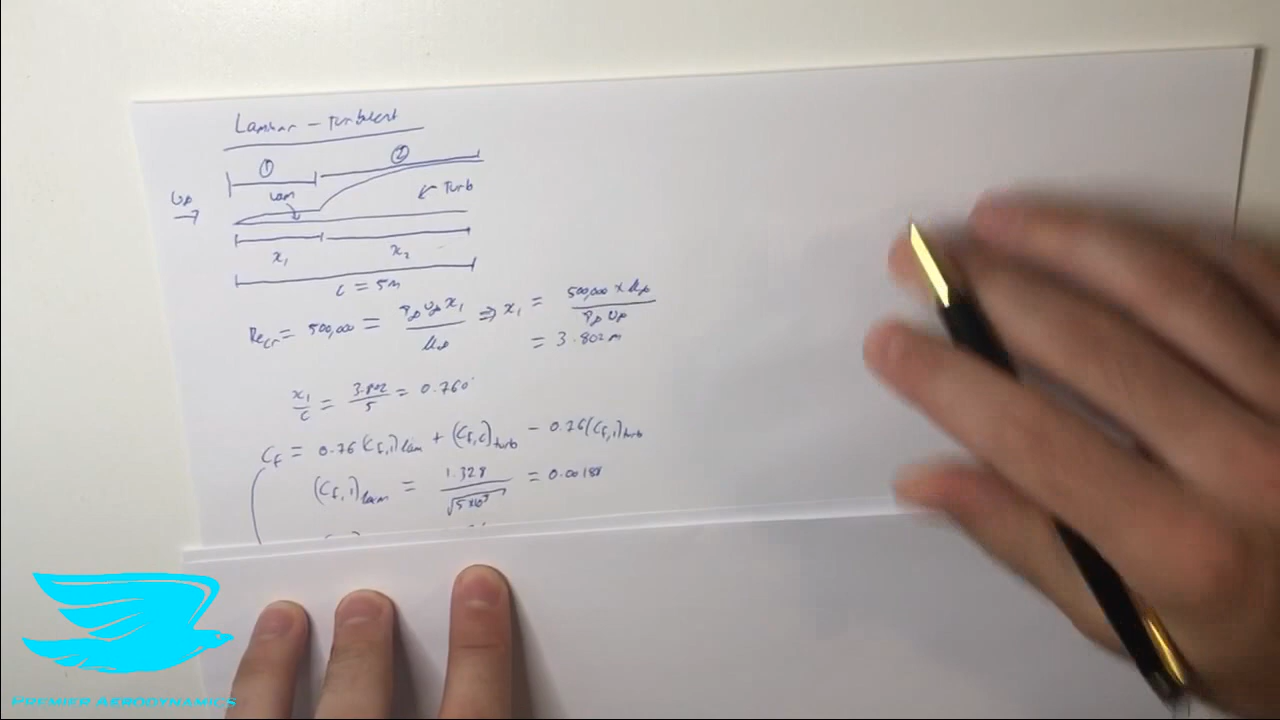 Laminar - Turbulent
① ②
U∞ Lam Turb
x₁ x₂
c = 5m
Re_cr = 500,000 = ρ∞ U∞ x₁ / μ∞ ⇒ x₁ = 500,000 × μ∞ / ρ∞ U∞
= 3.802m
x₁/c = 3.802/5 = 0.760
C_f = 0.76(C_f,1)lam + (C_f,c)turb - 0.76(C_f,1)turb
(C_f,1)lam = 1.328 / √5×10⁵ = 0.00188
PREMIER AERODYNAMICS